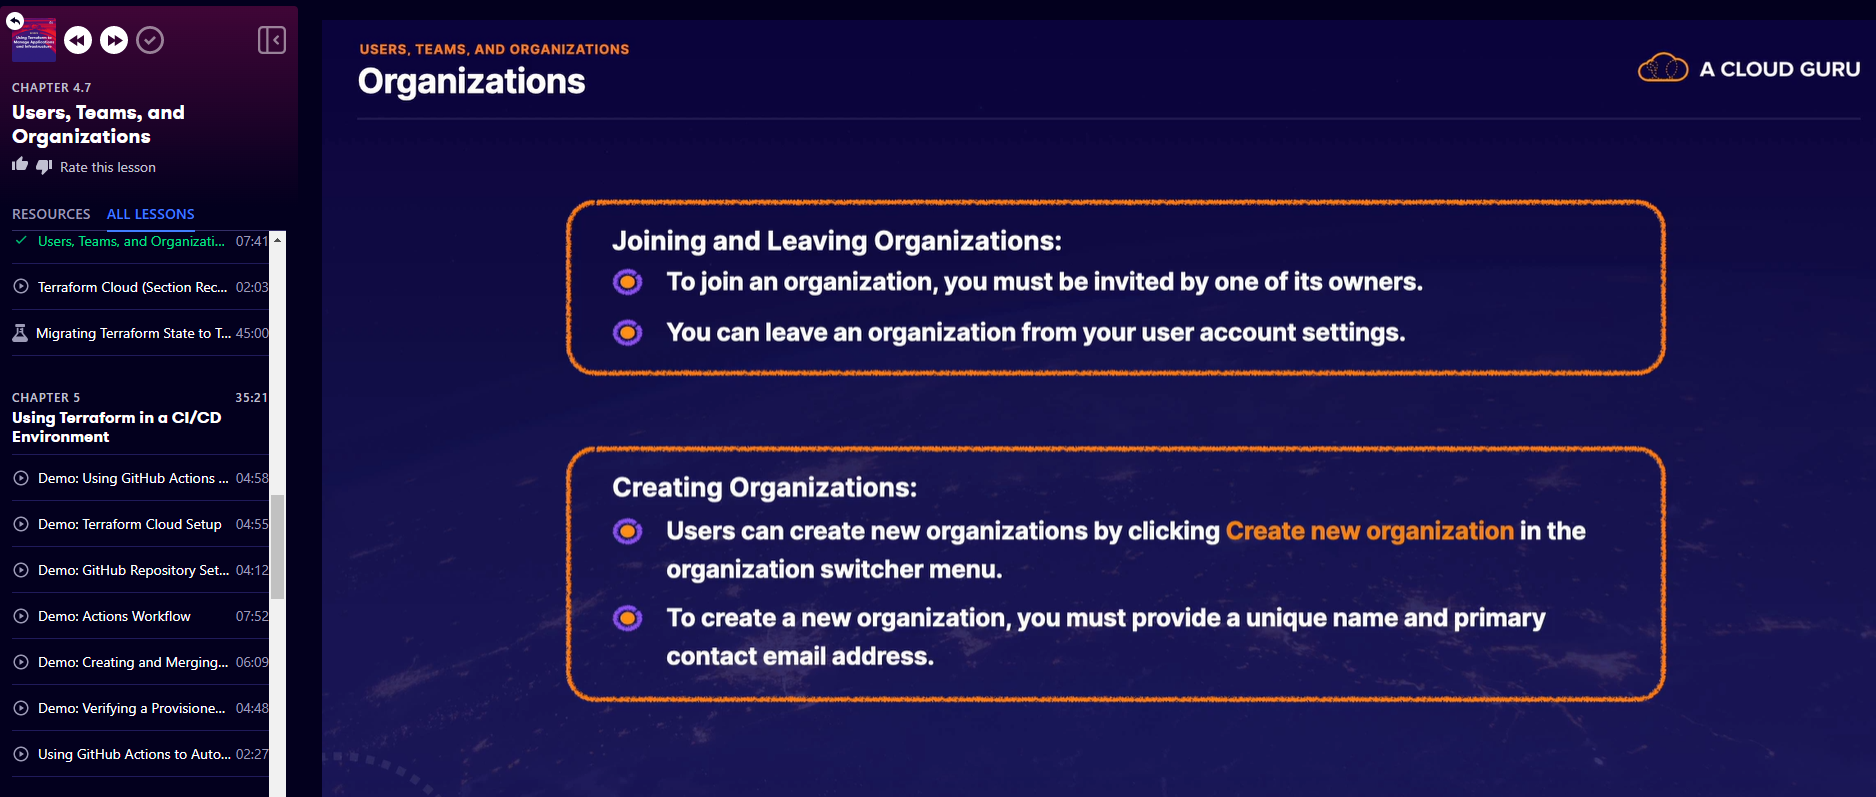 Using Terraform to
Manage Applications
and Infrastructure
CHAPTER 4.7
Users, Teams, and
Organizations
Rate this lesson
RESOURCES ALL LESSONS
Users, Teams, and Organizati... 07:41
Terraform Cloud (Section Rec... 02:03
Migrating Terraform State to T... 45:00
CHAPTER 5 35:21
Using Terraform in a CI/CD
Environment
Demo: Using GitHub Actions ... 04:58
Demo: Terraform Cloud Setup 04:55
Demo: GitHub Repository Set... 04:12
Demo: Actions Workflow 07:52
Demo: Creating and Merging... 06:09
Demo: Verifying a Provisione... 04:48
Using GitHub Actions to Auto... 02:27
USERS, TEAMS, AND ORGANIZATIONS
Organizations
A CLOUD GURU
Joining and Leaving Organizations:
To join an organization, you must be invited by one of its owners.
You can leave an organization from your user account settings.
Creating Organizations:
Users can create new organizations by clicking Create new organization in the
organization switcher menu.
To create a new organization, you must provide a unique name and primary
contact email address.